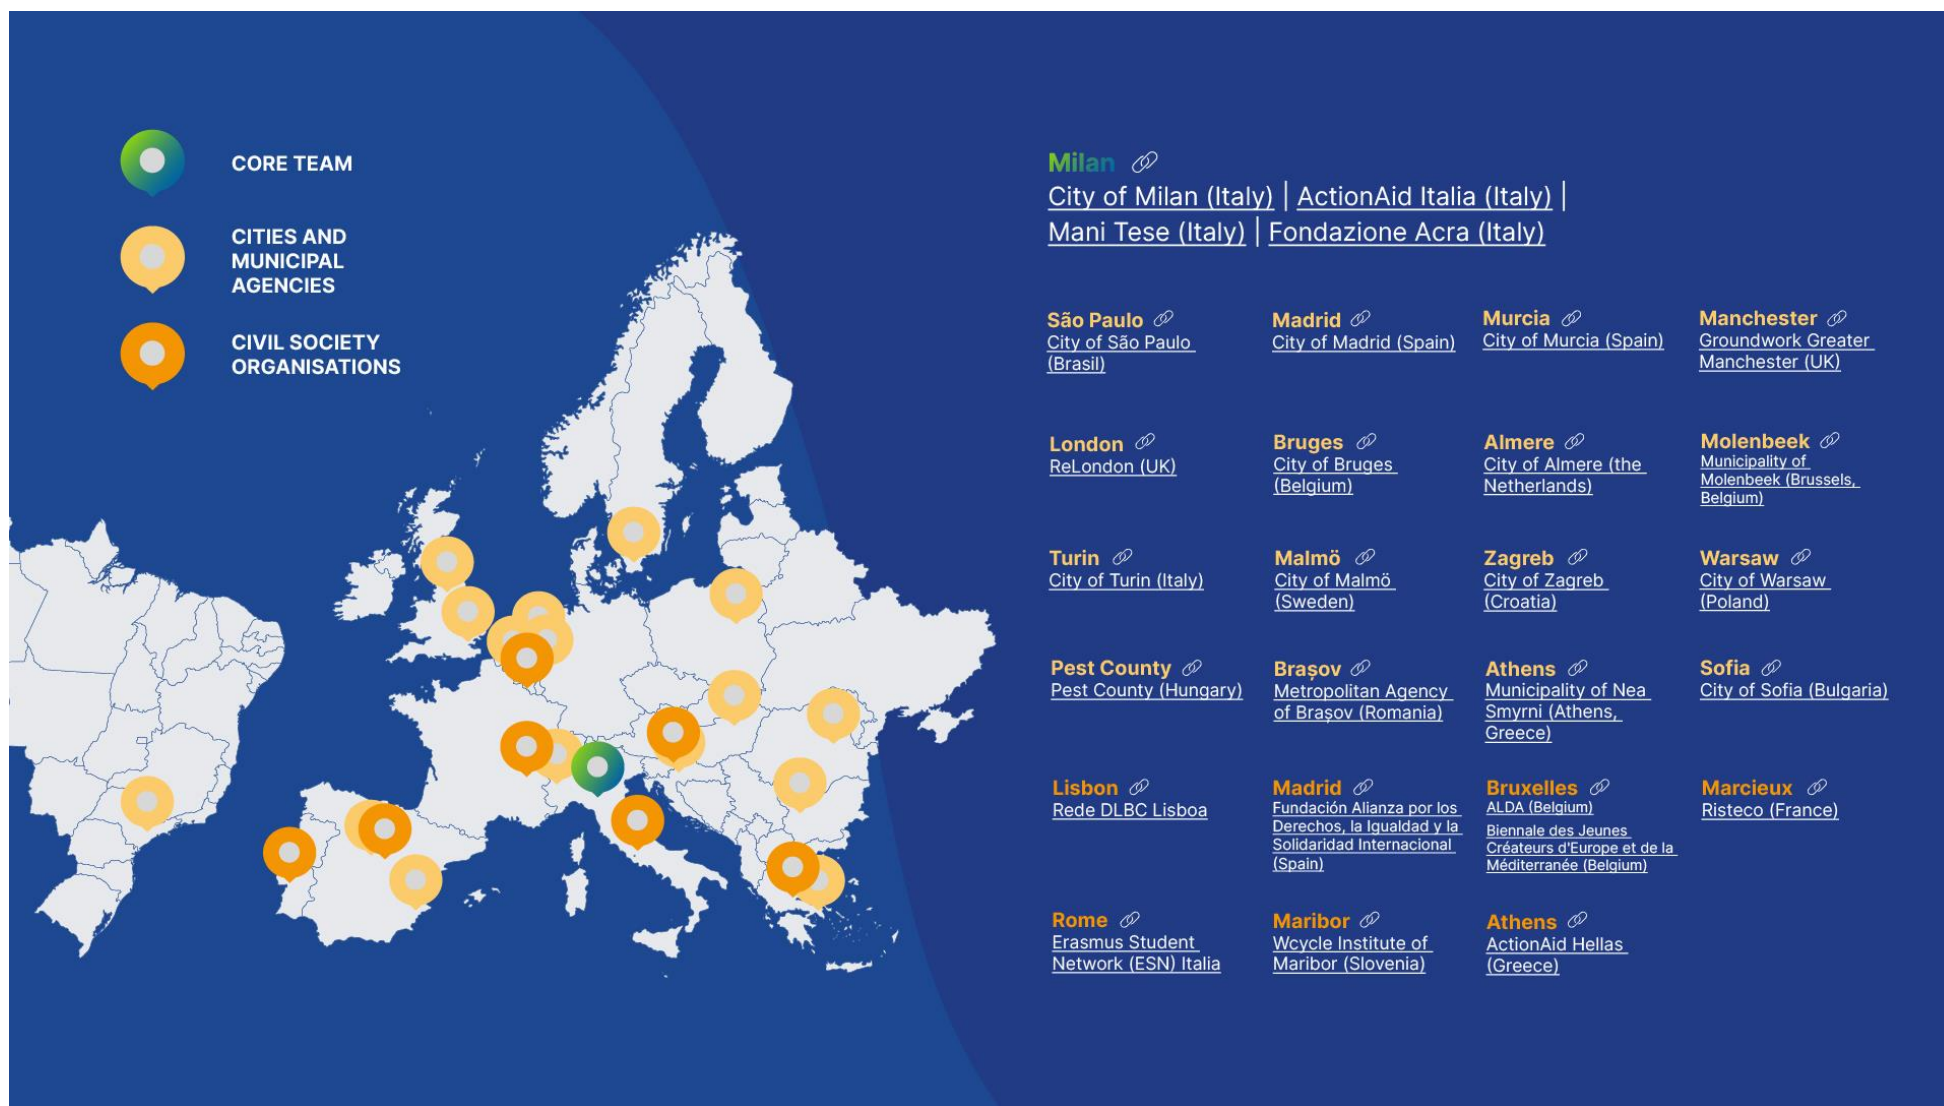 CORE TEAM
CITIES AND
MUNICIPAL
AGENCIES
CIVIL SOCIETY
ORGANISATIONS
Milan
City of Milan (Italy) | ActionAid Italia (Italy) |
Mani Tese (Italy) | Fondazione Acra (Italy)
São Paulo
City of São Paulo
(Brasil)
Madrid
City of Madrid (Spain)
Murcia
City of Murcia (Spain)
Manchester
Groundwork Greater
Manchester (UK)
London
ReLondon (UK)
Bruges
City of Bruges
(Belgium)
Almere
City of Almere (the
Netherlands)
Molenbeek
Municipality of
Molenbeek (Brussels,
Belgium)
Turin
City of Turin (Italy)
Malmö
City of Malmö
(Sweden)
Zagreb
City of Zagreb
(Croatia)
Warsaw
City of Warsaw
(Poland)
Pest County
Pest County (Hungary)
Brașov
Metropolitan Agency
of Brașov (Romania)
Athens
Municipality of Nea
Smyrni (Athens,
Greece)
Sofia
City of Sofia (Bulgaria)
Lisbon
Rede DLBC Lisboa
Madrid
Fundación Alianza por los
Derechos, la Igualdad y la
Solidaridad Internacional
(Spain)
Bruxelles
ALDA (Belgium)
Biennale des Jeunes
Créateurs d'Europe et de la
Méditerranée (Belgium)
Marcieux
Risteco (France)
Rome
Erasmus Student
Network (ESN) Italia
Maribor
Wcycle Institute of
Maribor (Slovenia)
Athens
ActionAid Hellas
(Greece)